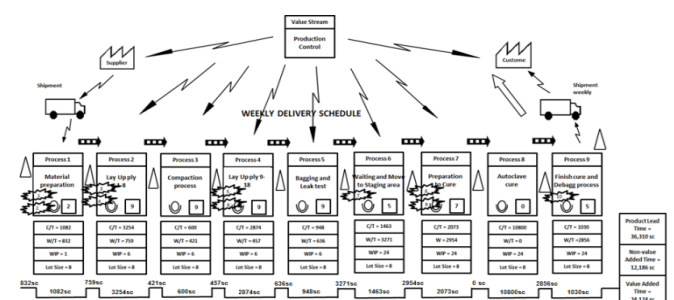 Value Stream
Production
Control
Supplier
Custome
Shipment
Shipment
weekly
WEEKLY DELIVERY SCHEDULE
Process 1
Material
preparation
2
C/T = 1082
W/T = 832
WIP = 1
Lot Size = 8
Process 2
Lay Up ply
9
C/T = 3254
W/T = 759
WIP = 6
Lot Size = 8
Process 3
Compaction
process
9
C/T = 600
W/T = 421
WIP = 6
Lot Size = 8
Process 4
Lay Up ply 9-
18
9
C/T = 2874
W/T = 457
WIP = 6
Lot Size = 8
Process 5
Bagging and
Leak test
9
C/T = 948
W/T = 636
WIP = 6
Lot Size = 8
Process 6
Waiting and Move
to Staging area
5
C/T = 1463
W/T = 3271
WIP = 24
Lot Size = 8
Process 7
Preparation
to Cure
7
C/T = 2073
W = 2954
WIP = 24
Lot Size = 8
Process 8
Autoclave
cure
0
C/T = 10800
W/T = 0
WIP = 24
Lot Size = 8
Process 9
Finish cure and
Debagg process
5
C/T = 1030
W/T = 2856
WIP = 24
Lot Size = 8
Product Lead
Time =
36,310 sc
Non-value
Added Time =
12,186 sc
Value Added
Time =
24,124 sc
832sc
1082sc
759sc
3254sc
421sc
600sc
457sc
2874sc
636sc
948sc
3271sc
1463sc
2954sc
2073sc
0 sc
10800sc
2856sc
1030sc